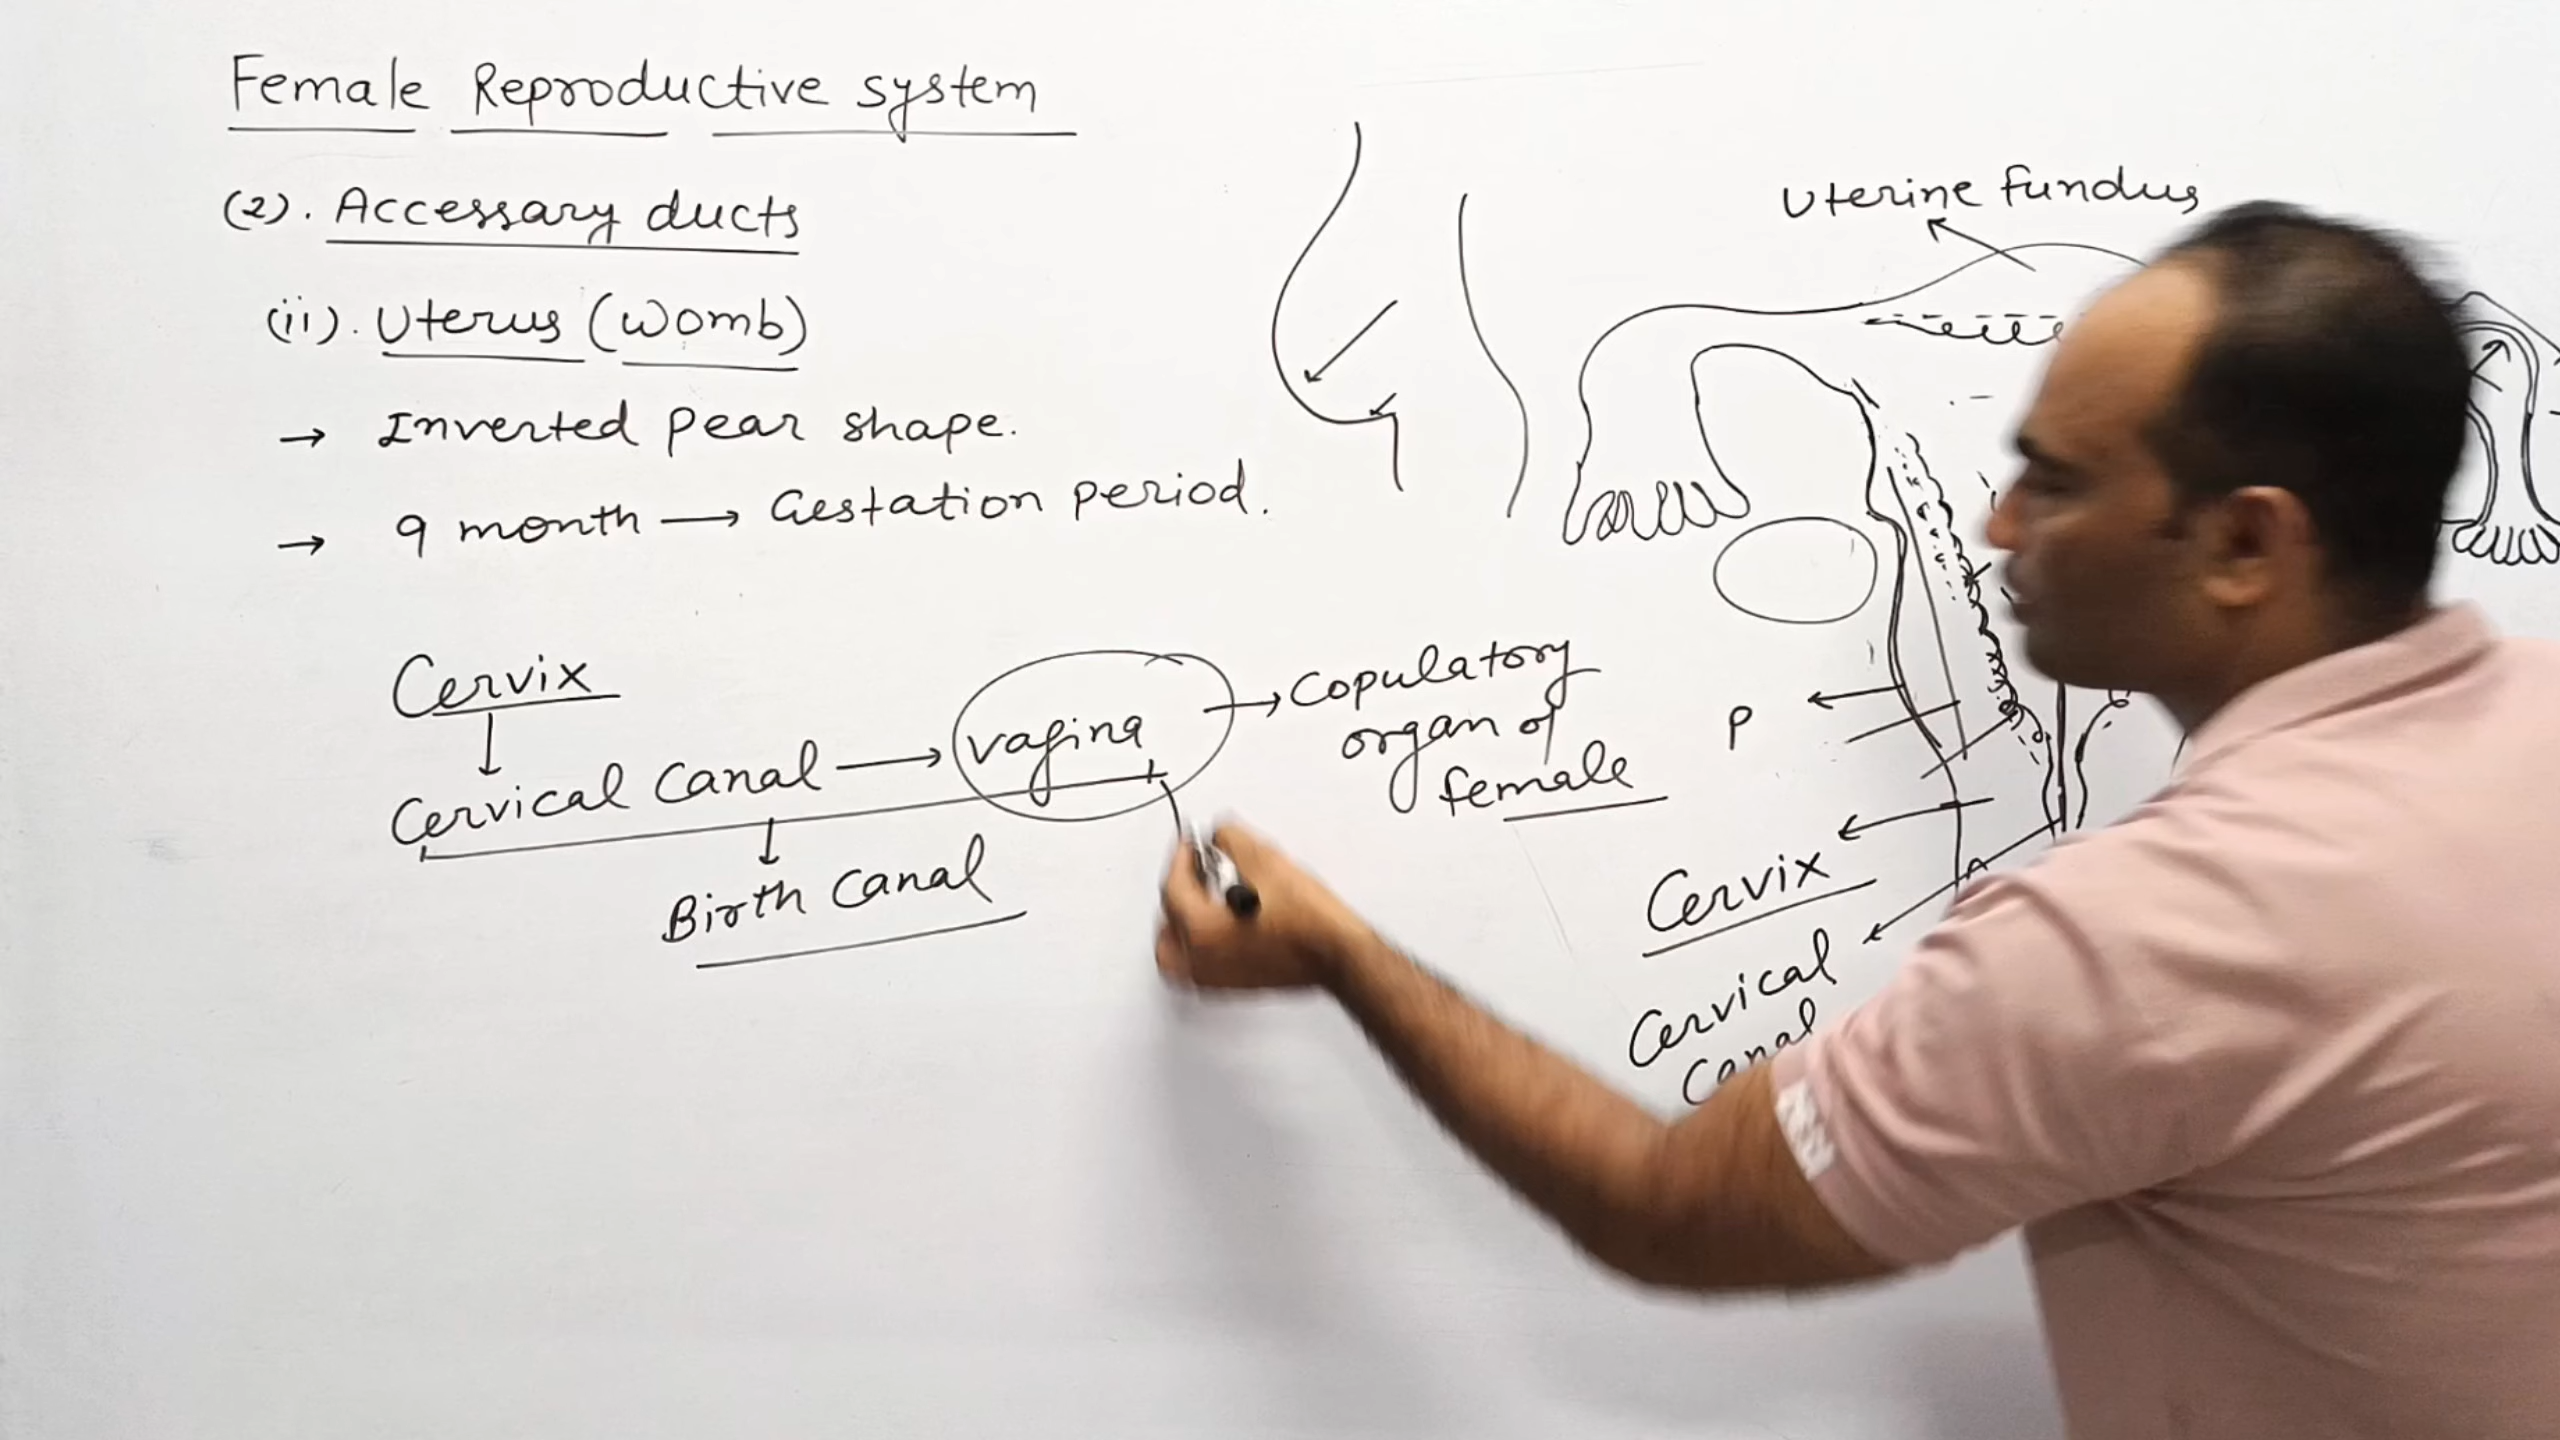 Female Reproductive system
(2). Accessary ducts
(ii). Uterus (womb)
→ Inverted pear shape.
→ 9 month → Gestation period.
Cervix
↓
Cervical Canal → vagina → Copulatory
organ of
female
↓
Birth Canal
Uterine fundus
P
Cervix
Cervical
Canal